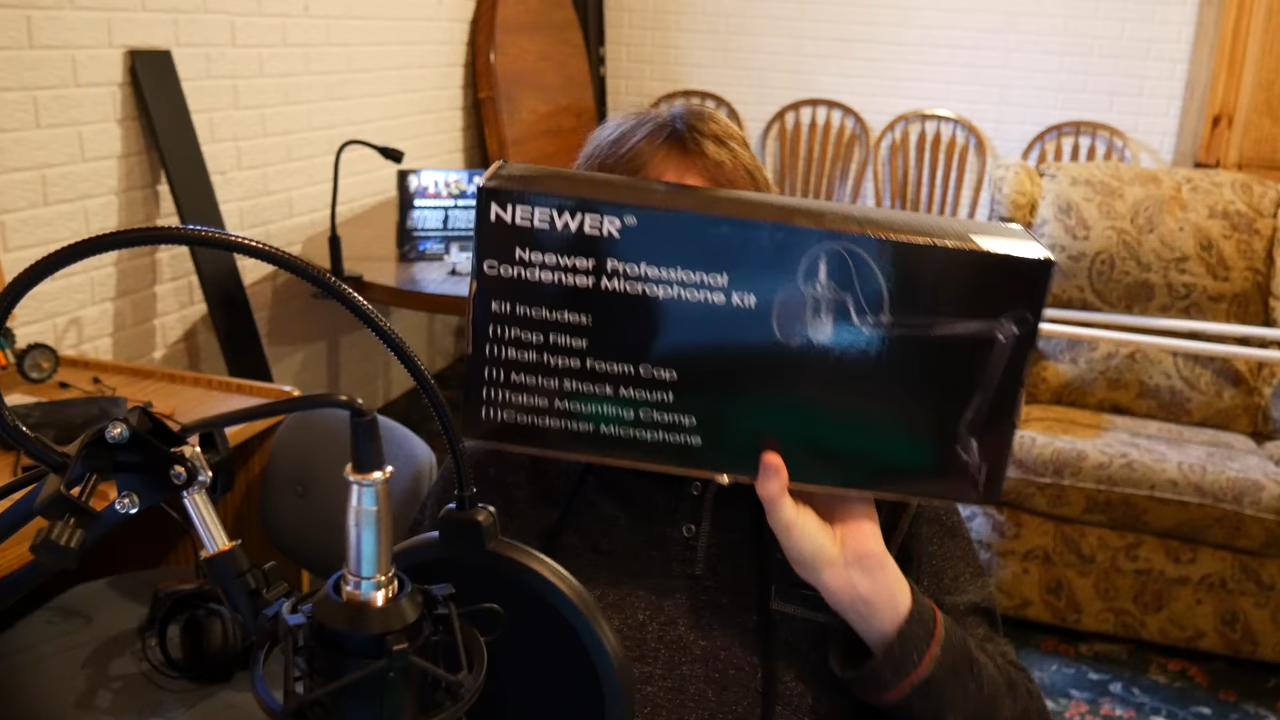 NEEWER®
Neewer Professional
Condenser Microphone Kit
Kit includes:
(1)Pop Filter
(1)Ball-type Foam Cap
(1) Metal Shock Mount
(1)Table Mounting Clamp
(1)Condenser Microphone